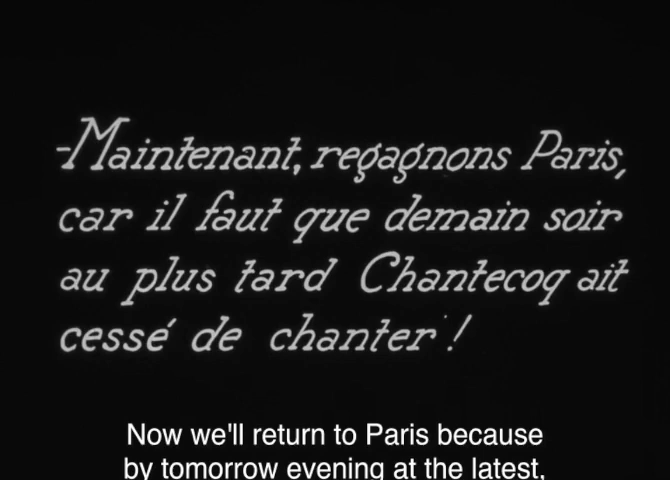 -Maintenant, regagnons Paris,
car il faut que demain soir
au plus tard Chantecoq ait
cessé de chanter !
Now we'll return to Paris because
by tomorrow evening at the latest,